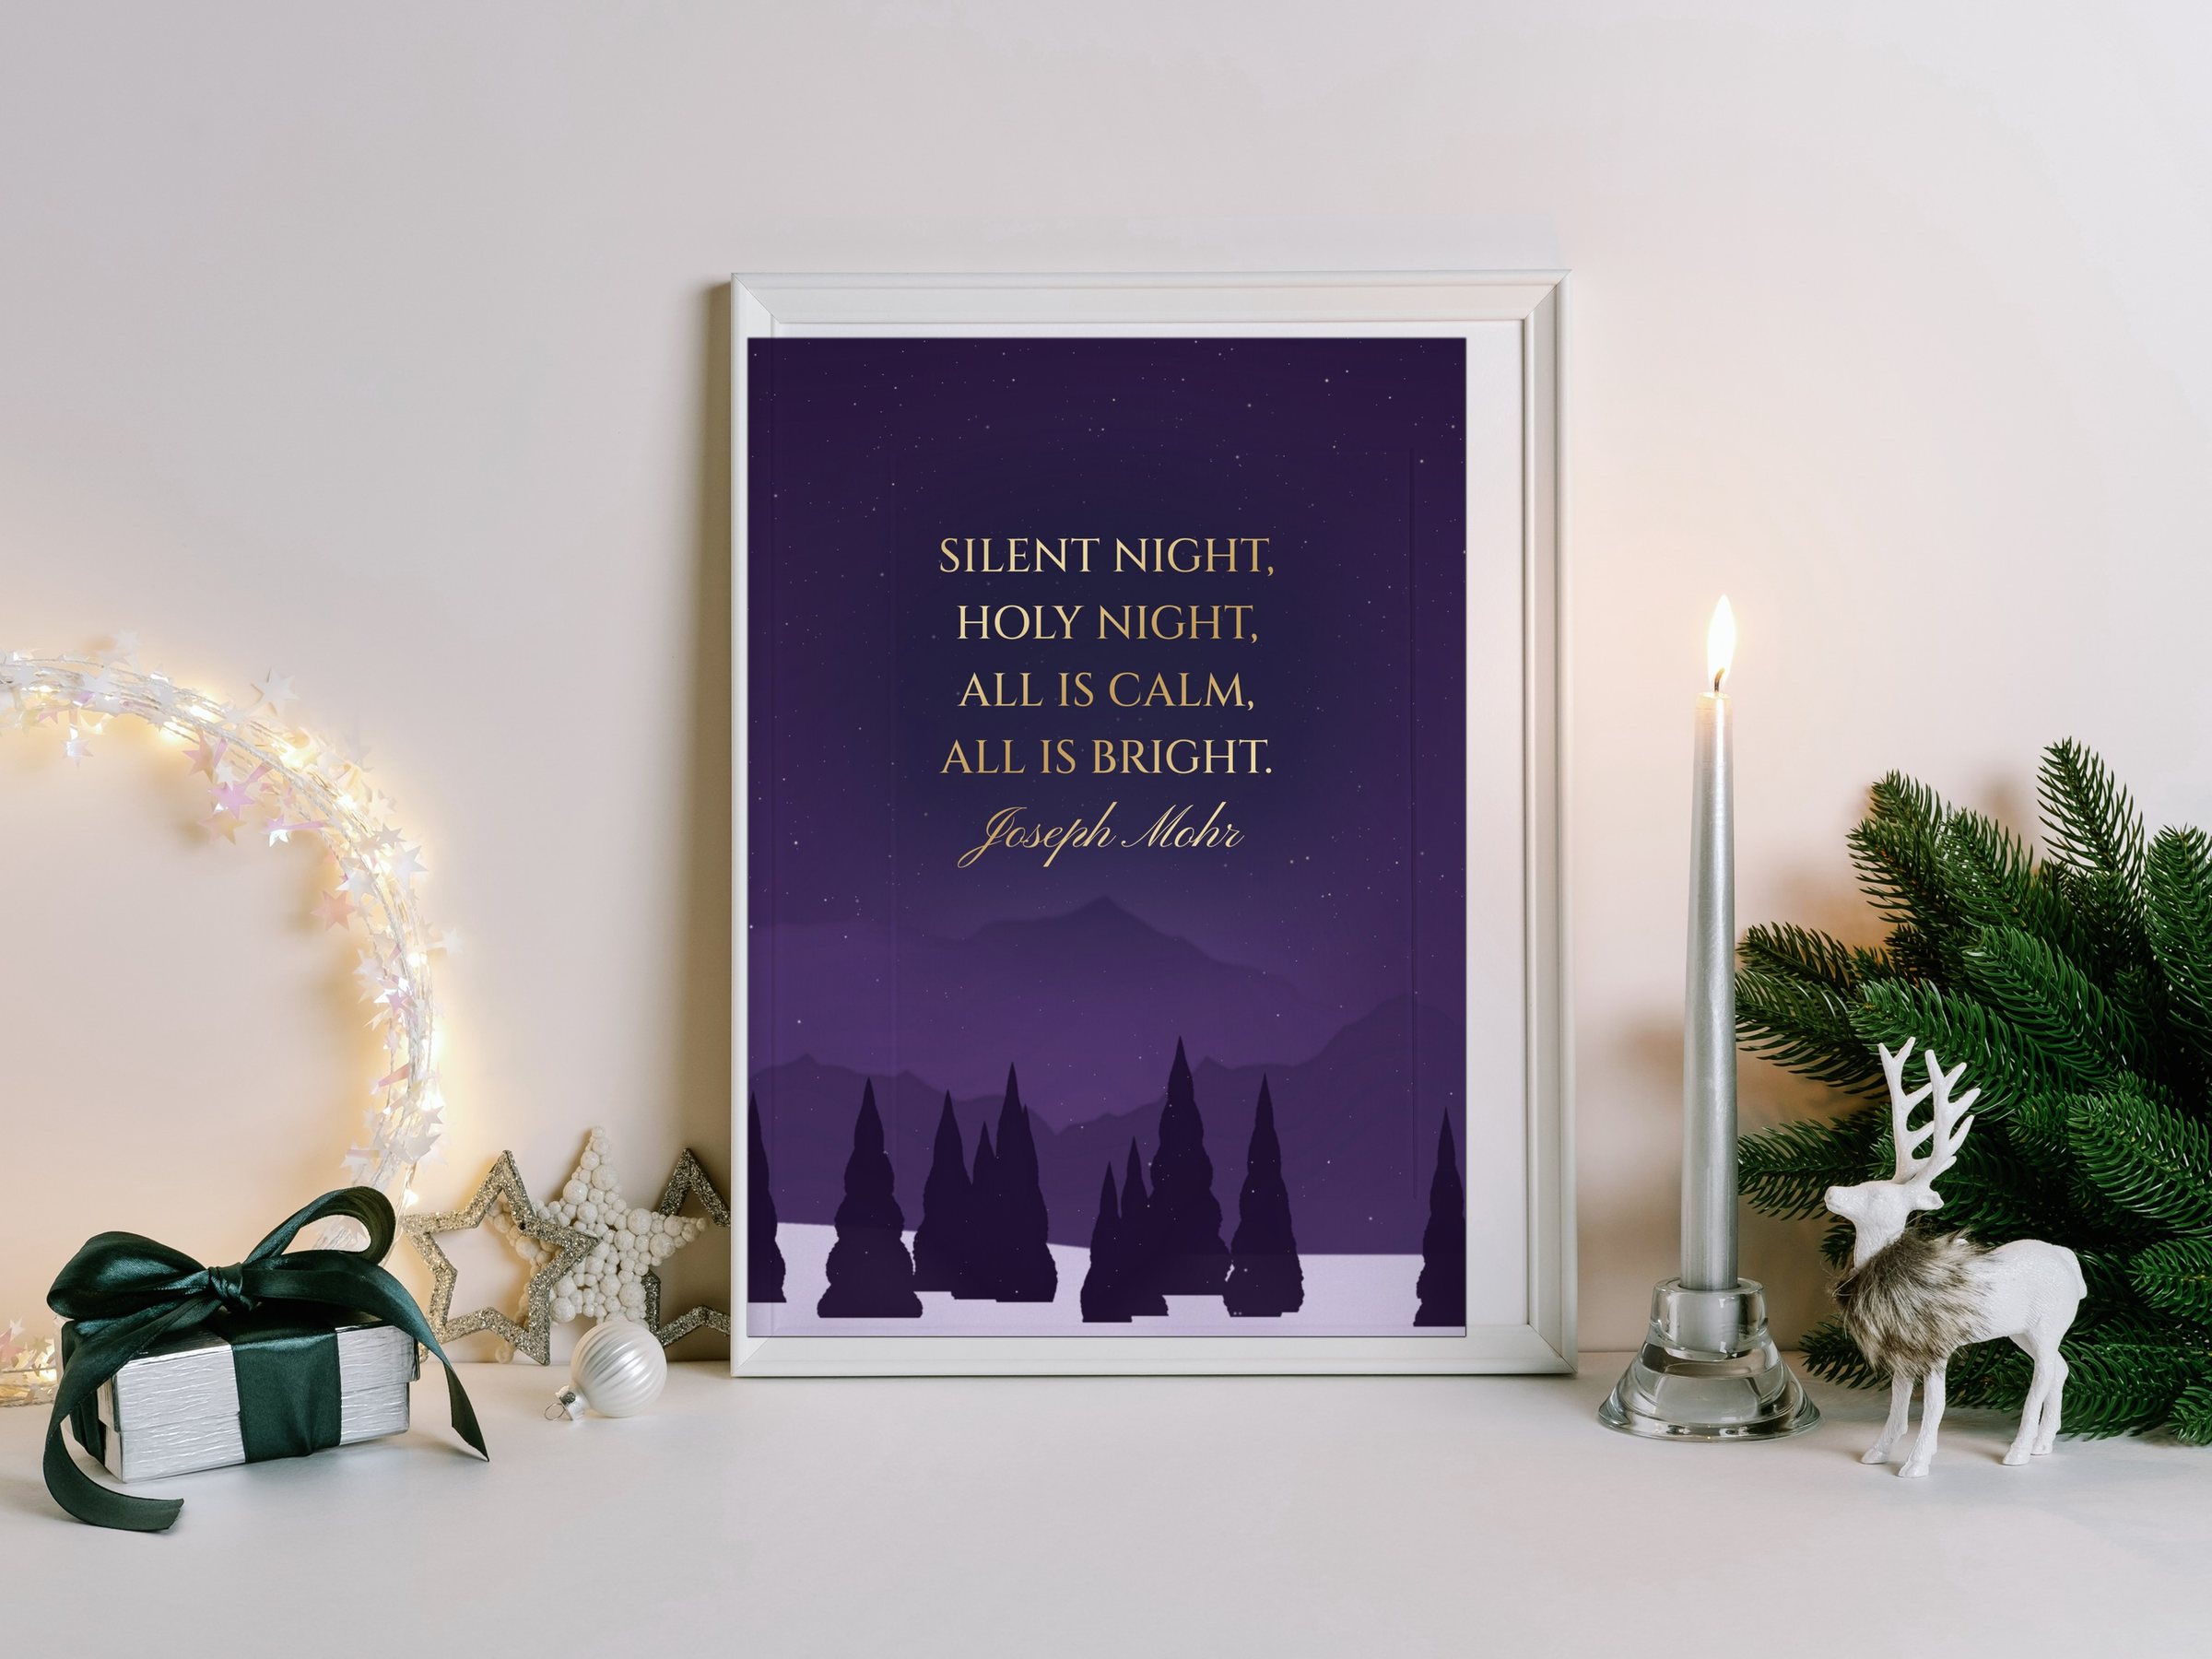 SILENT NIGHT,
HOLY NIGHT,
ALL IS CALM,
ALL IS BRIGHT.
Joseph Mohr